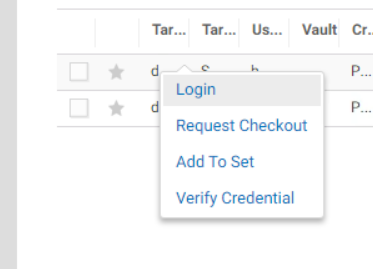 Tar... Tar... Us... Vault Cr...
d
P...
Login
d
P...
Request Checkout
Add To Set
Verify Credential